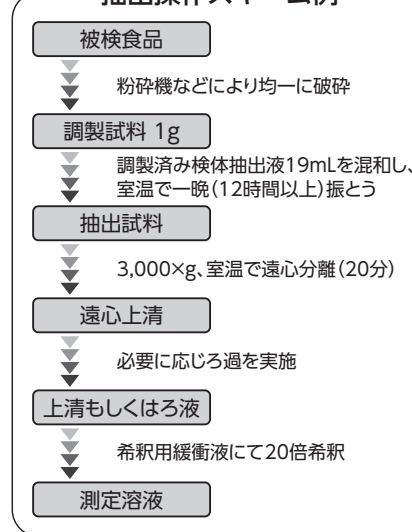 抽出操作スキーム例
被検食品
粉砕機などにより均一に破砕
調製試料 1g
調製済み検体抽出液19mLを混和し、
室温で一晩(12時間以上)振とう
抽出試料
3,000×g、室温で遠心分離(20分)
遠心上清
必要に応じろ過を実施
上清もしくはろ液
希釈用緩衝液にて20倍希釈
測定溶液